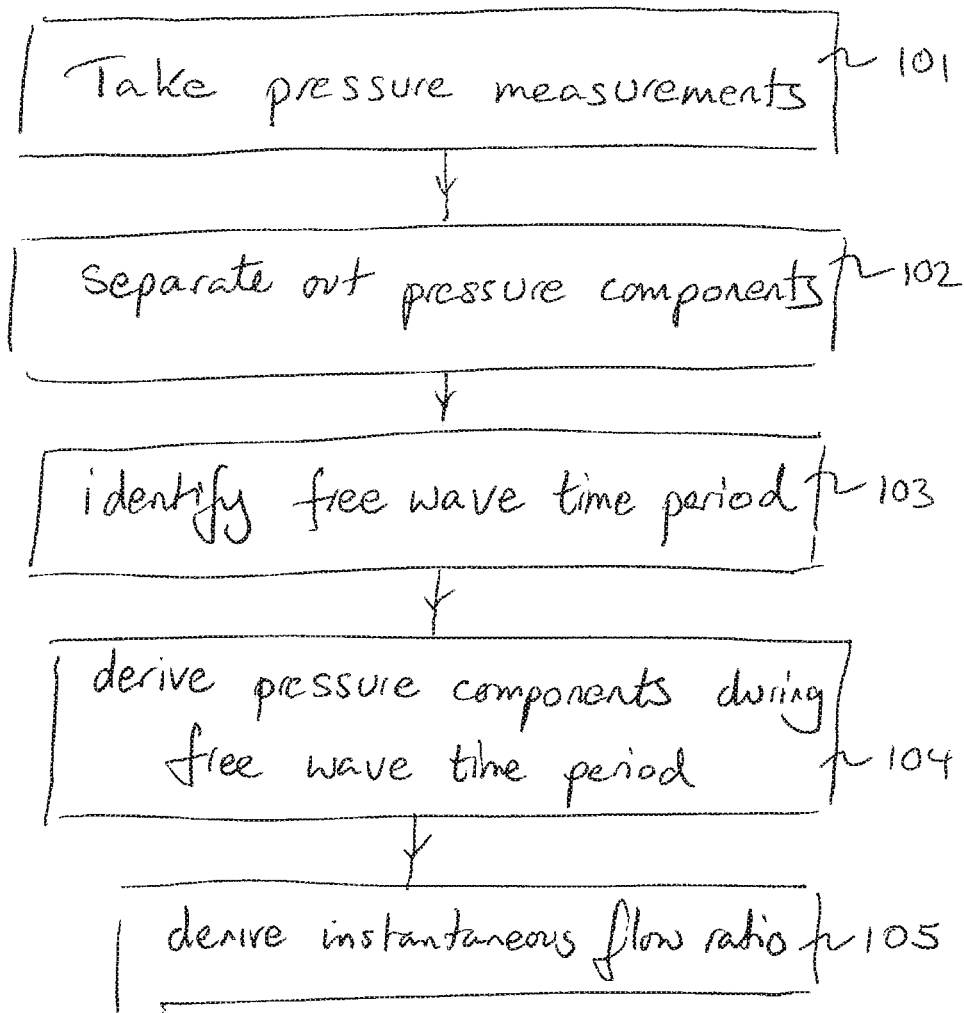 Take pressure measurements 101
Separate out pressure components 102
identify free wave time period 103
derive pressure components during
free wave time period 104
derive instantaneous flow ratio 105